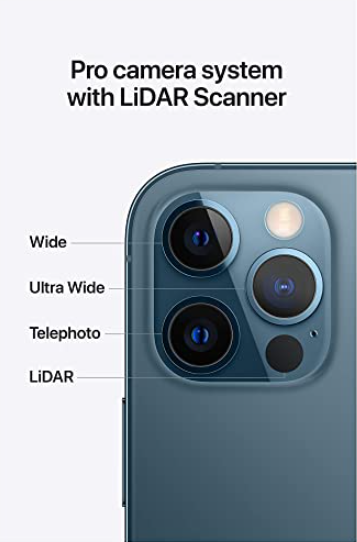 Pro camera system
with LiDAR Scanner
Wide
Ultra Wide
Telephoto
LiDAR